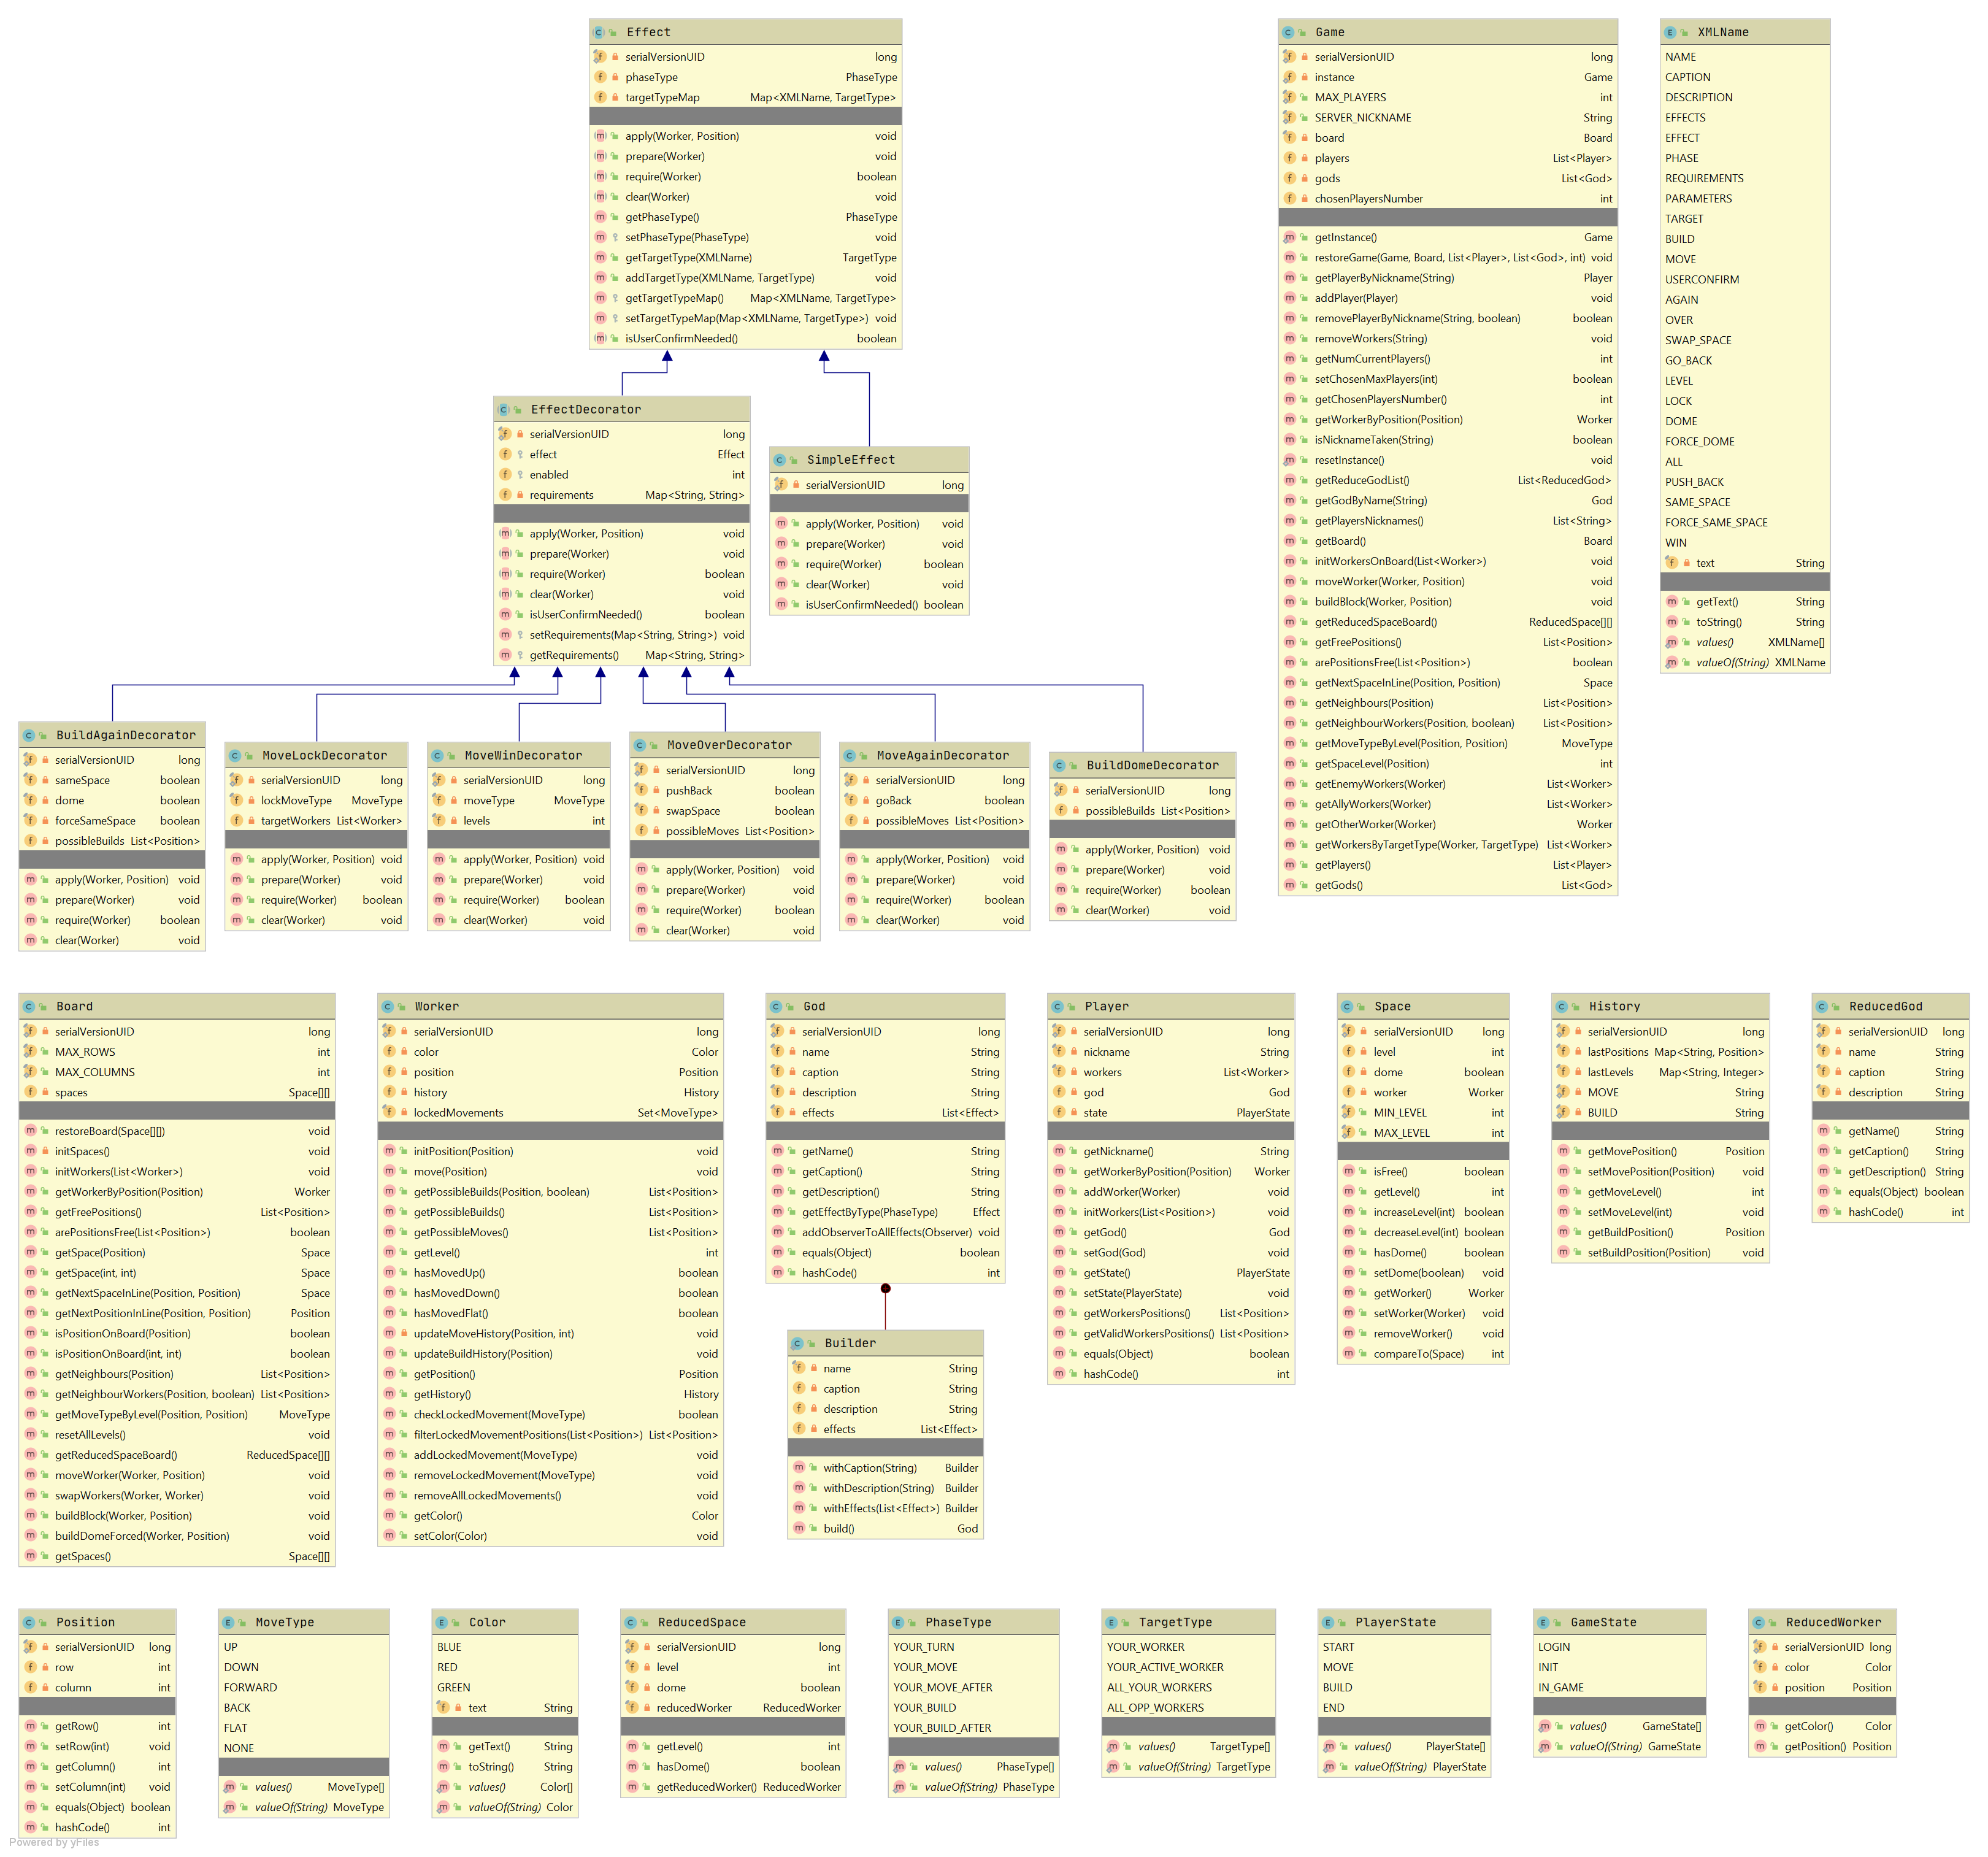 Effect
serialVersionUID long
phaseType PhaseType
targetTypeMap Map<XMLName, TargetType>
apply(Worker, Position) void
prepare(Worker) void
require(Worker) boolean
clear(Worker) void
getPhaseType() PhaseType
setPhaseType(PhaseType) void
getTargetType(XMLName) TargetType
addTargetType(XMLName, TargetType) void
getTargetTypeMap() Map<XMLName, TargetType>
setTargetTypeMap(Map<XMLName, TargetType>) void
isUserConfirmNeeded() boolean
Game
serialVersionUID long
instance Game
MAX_PLAYERS int
SERVER_NICKNAME String
board Board
players List<Player>
gods List<God>
chosenPlayersNumber int
getInstance() Game
restoreGame(Game, Board, List<Player>, List<God>, int) void
getPlayerByNickname(String) Player
addPlayer(Player) void
removePlayerByNickname(String, boolean) boolean
removeWorkers(String) void
getNumCurrentPlayers() int
setChosenMaxPlayers(int) boolean
getChosenPlayersNumber() int
getWorkerByPosition(Position) Worker
isNicknameTaken(String) boolean
resetInstance() void
getReduceGodList() List<ReducedGod>
getGodByName(String) God
getPlayersNicknames() List<String>
getBoard() Board
initWorkersOnBoard(List<Worker>) void
moveWorker(Worker, Position) void
buildBlock(Worker, Position) void
getReducedSpaceBoard() ReducedSpace[][]
getFreePositions() List<Position>
arePositionsFree(List<Position>) boolean
getNextSpaceInLine(Position, Position) Space
getNeighbours(Position) List<Position>
getNeighbourWorkers(Position, boolean) List<Position>
getMoveTypeByLevel(Position, Position) MoveType
getSpaceLevel(Position) int
getEnemyWorkers(Worker) List<Worker>
getAllyWorkers(Worker) List<Worker>
getOtherWorker(Worker) Worker
getWorkersByTargetType(Worker, TargetType) List<Worker>
getPlayers() List<Player>
getGods() List<God>
XMLName
NAME
CAPTION
DESCRIPTION
EFFECTS
EFFECT
PHASE
REQUIREMENTS
PARAMETERS
TARGET
BUILD
MOVE
USERCONFIRM
AGAIN
OVER
SWAP_SPACE
GO_BACK
LEVEL
LOCK
DOME
FORCE_DOME
ALL
PUSH_BACK
SAME_SPACE
FORCE_SAME_SPACE
WIN
text String
getText() String
toString() String
values() XMLName[]
valueOf(String) XMLName
EffectDecorator
serialVersionUID long
effect Effect
enabled int
requirements Map<String, String>
apply(Worker, Position) void
prepare(Worker) void
require(Worker) boolean
clear(Worker) void
isUserConfirmNeeded() boolean
setRequirements(Map<String, String>) void
getRequirements() Map<String, String>
SimpleEffect
serialVersionUID long
apply(Worker, Position) void
prepare(Worker) void
require(Worker) boolean
clear(Worker) void
isUserConfirmNeeded() boolean
BuildAgainDecorator
serialVersionUID long
sameSpace boolean
dome boolean
forceSameSpace boolean
possibleBuilds List<Position>
apply(Worker, Position) void
prepare(Worker) void
require(Worker) boolean
clear(Worker) void
MoveLockDecorator
serialVersionUID long
lockMoveType MoveType
targetWorkers List<Worker>
apply(Worker, Position) void
prepare(Worker) void
require(Worker) boolean
clear(Worker) void
MoveWinDecorator
serialVersionUID long
moveType MoveType
levels int
apply(Worker, Position) void
prepare(Worker) void
require(Worker) boolean
clear(Worker) void
MoveOverDecorator
serialVersionUID long
pushBack boolean
swapSpace boolean
possibleMoves List<Position>
apply(Worker, Position) void
prepare(Worker) void
require(Worker) boolean
clear(Worker) void
MoveAgainDecorator
serialVersionUID long
goBack boolean
possibleMoves List<Position>
apply(Worker, Position) void
prepare(Worker) void
require(Worker) boolean
clear(Worker) void
BuildDomeDecorator
serialVersionUID long
possibleBuilds List<Position>
apply(Worker, Position) void
prepare(Worker) void
require(Worker) boolean
clear(Worker) void
Board
serialVersionUID long
MAX_ROWS int
MAX_COLUMNS int
spaces Space[][]
restoreBoard(Space[][]) void
initSpaces() void
initWorkers(List<Worker>) void
getWorkerByPosition(Position) Worker
getFreePositions() List<Position>
arePositionsFree(List<Position>) boolean
getSpace(Position) Space
getSpace(int, int) Space
getNextSpaceInLine(Position, Position) Space
getNextPositionInLine(Position, Position) Position
isPositionOnBoard(Position) boolean
isPositionOnBoard(int, int) boolean
getNeighbours(Position) List<Position>
getNeighbourWorkers(Position, boolean) List<Position>
getMoveTypeByLevel(Position, Position) MoveType
resetAllLevels() void
getReducedSpaceBoard() ReducedSpace[][]
moveWorker(Worker, Position) void
swapWorkers(Worker, Worker) void
buildBlock(Worker, Position) void
buildDomeForced(Worker, Position) void
getSpaces() Space[][]
Worker
serialVersionUID long
color Color
position Position
history History
lockedMovements Set<MoveType>
initPosition(Position) void
move(Position) void
getPossibleBuilds(Position, boolean) List<Position>
getPossibleBuilds() List<Position>
getPossibleMoves() List<Position>
getLevel() int
hasMovedUp() boolean
hasMovedDown() boolean
hasMovedFlat() boolean
updateMoveHistory(Position, int) void
updateBuildHistory(Position) void
getPosition() Position
getHistory() History
checkLockedMovement(MoveType) boolean
filterLockedMovementPositions(List<Position>) List<Position>
addLockedMovement(MoveType) void
removeLockedMovement(MoveType) void
removeAllLockedMovements() void
getColor() Color
setColor(Color) void
God
serialVersionUID long
name String
caption String
description String
effects List<Effect>
getName() String
getCaption() String
getDescription() String
getEffectByType(PhaseType) Effect
addObserverToAllEffects(Observer) void
equals(Object) boolean
hashCode() int
Builder
name String
caption String
description String
effects List<Effect>
withCaption(String) Builder
withDescription(String) Builder
withEffects(List<Effect>) Builder
build() God
Player
serialVersionUID long
nickname String
workers List<Worker>
god God
state PlayerState
getNickname() String
getWorkerByPosition(Position) Worker
addWorker(Worker) void
initWorkers(List<Position>) void
getGod() God
setGod(God) void
getState() PlayerState
setState(PlayerState) void
getWorkersPositions() List<Position>
getValidWorkersPositions() List<Position>
equals(Object) boolean
hashCode() int
Space
serialVersionUID long
level int
dome boolean
worker Worker
MIN_LEVEL int
MAX_LEVEL int
isFree() boolean
getLevel() int
increaseLevel(int) boolean
decreaseLevel(int) boolean
hasDome() boolean
setDome(boolean) void
getWorker() Worker
setWorker(Worker) void
removeWorker() void
compareTo(Space) int
History
serialVersionUID long
lastPositions Map<String, Position>
lastLevels Map<String, Integer>
MOVE String
BUILD String
getMovePosition() Position
setMovePosition(Position) void
getMoveLevel() int
setMoveLevel(int) void
getBuildPosition() Position
setBuildPosition(Position) void
ReducedGod
serialVersionUID long
name String
caption String
description String
getName() String
getCaption() String
getDescription() String
equals(Object) boolean
hashCode() int
Position
serialVersionUID long
row int
column int
getRow() int
setRow(int) void
getColumn() int
setColumn(int) void
equals(Object) boolean
hashCode() int
MoveType
UP
DOWN
FORWARD
BACK
FLAT
NONE
values() MoveType[]
valueOf(String) MoveType
Color
BLUE
RED
GREEN
text String
getText() String
toString() String
values() Color[]
valueOf(String) Color
ReducedSpace
serialVersionUID long
level int
dome boolean
reducedWorker ReducedWorker
getLevel() int
hasDome() boolean
getReducedWorker() ReducedWorker
PhaseType
YOUR_TURN
YOUR_MOVE
YOUR_MOVE_AFTER
YOUR_BUILD
YOUR_BUILD_AFTER
values() PhaseType[]
valueOf(String) PhaseType
TargetType
YOUR_WORKER
YOUR_ACTIVE_WORKER
ALL_YOUR_WORKERS
ALL_OPP_WORKERS
values() TargetType[]
valueOf(String) TargetType
PlayerState
START
MOVE
BUILD
END
values() PlayerState[]
valueOf(String) PlayerState
GameState
LOGIN
INIT
IN_GAME
values() GameState[]
valueOf(String) GameState
ReducedWorker
serialVersionUID long
color Color
position Position
getColor() Color
getPosition() Position
Powered by yFiles